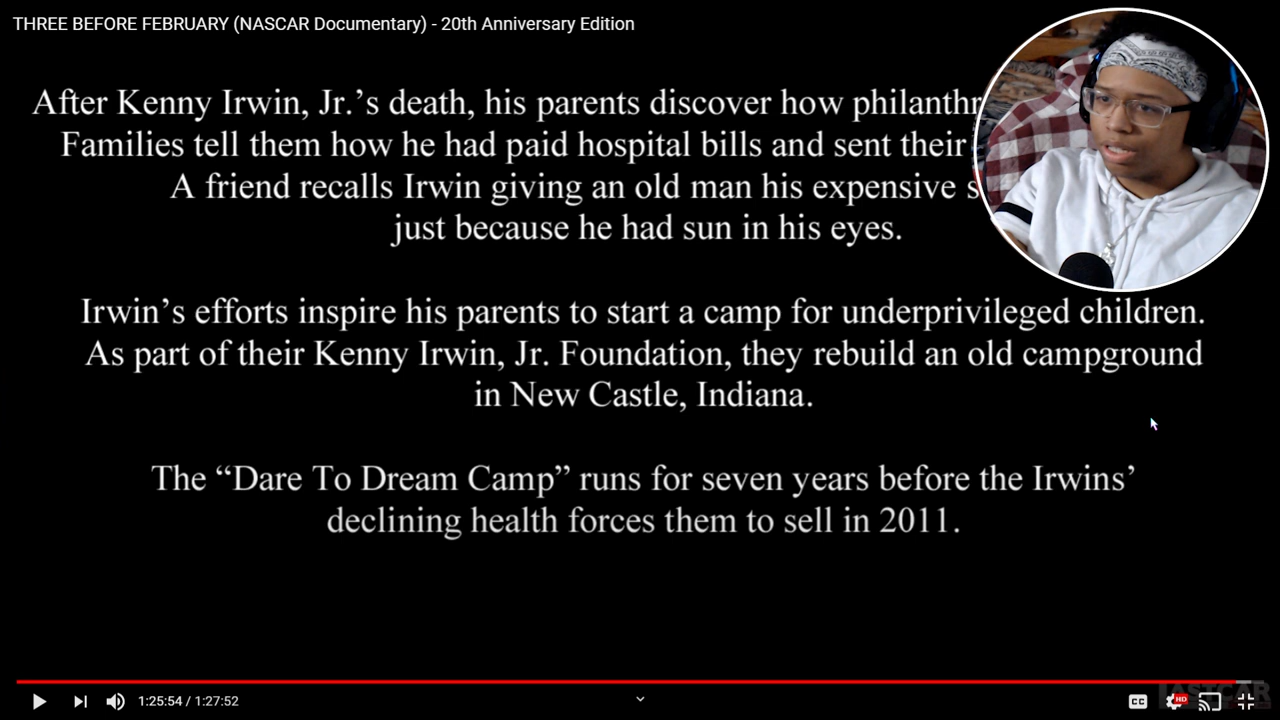 THREE BEFORE FEBRUARY (NASCAR Documentary) - 20th Anniversary Edition
After Kenny Irwin, Jr.'s death, his parents discover how
Families tell them how he had paid hospital bills and sent their
A friend recalls Irwin giving an old man his expensive
just because he had sun in his eyes.
Irwin's efforts inspire his parents to start a camp for underprivileged children.
As part of their Kenny Irwin, Jr. Foundation, they rebuild an old campground
in New Castle, Indiana.
The “Dare To Dream Camp” runs for seven years before the Irwins’
declining health forces them to sell in 2011.
LASTCAR
1:25:54 / 1:27:52
CC
HD